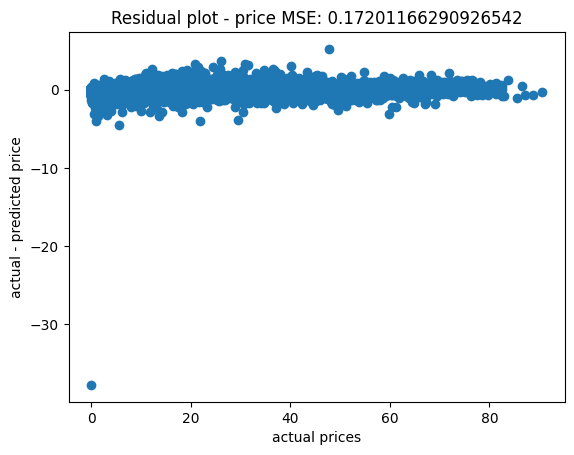 Residual plot - price MSE: 0.17201166290926542
0
−10
−20
−30
actual - predicted price
0 20 40 60 80
actual prices